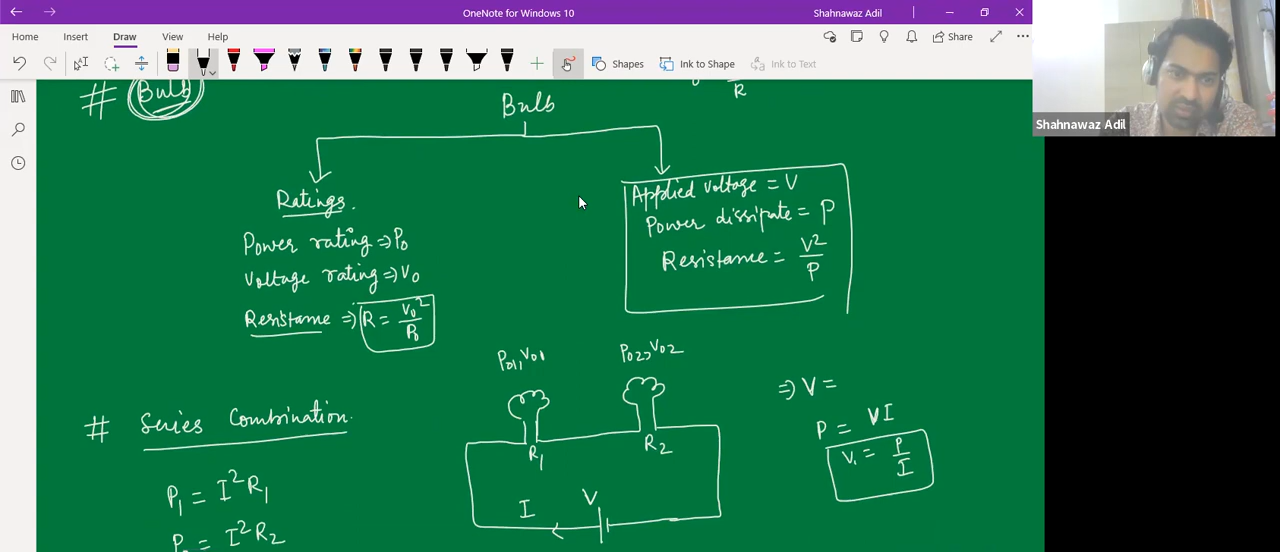 OneNote for Windows 10
Shahnawaz Adil
Home Insert Draw View Help
Share
Shapes
Ink to Shape
Ink to Text
Shahnawaz Adil
# Bulb
R
Bulb
Ratings.
Power rating ⇒ P₀
Voltage rating ⇒ V₀
Resistance ⇒ R = V₀²/P₀
Applied voltage = V
Power dissipate = P
Resistance = V²/P
P₀₁, V₀₁
P₀₂, V₀₂
R₁
R₂
I
V
⇒ V =
P = VI
V₁ = P/I
# Series Combination
P₁ = I²R₁
= I²R₂